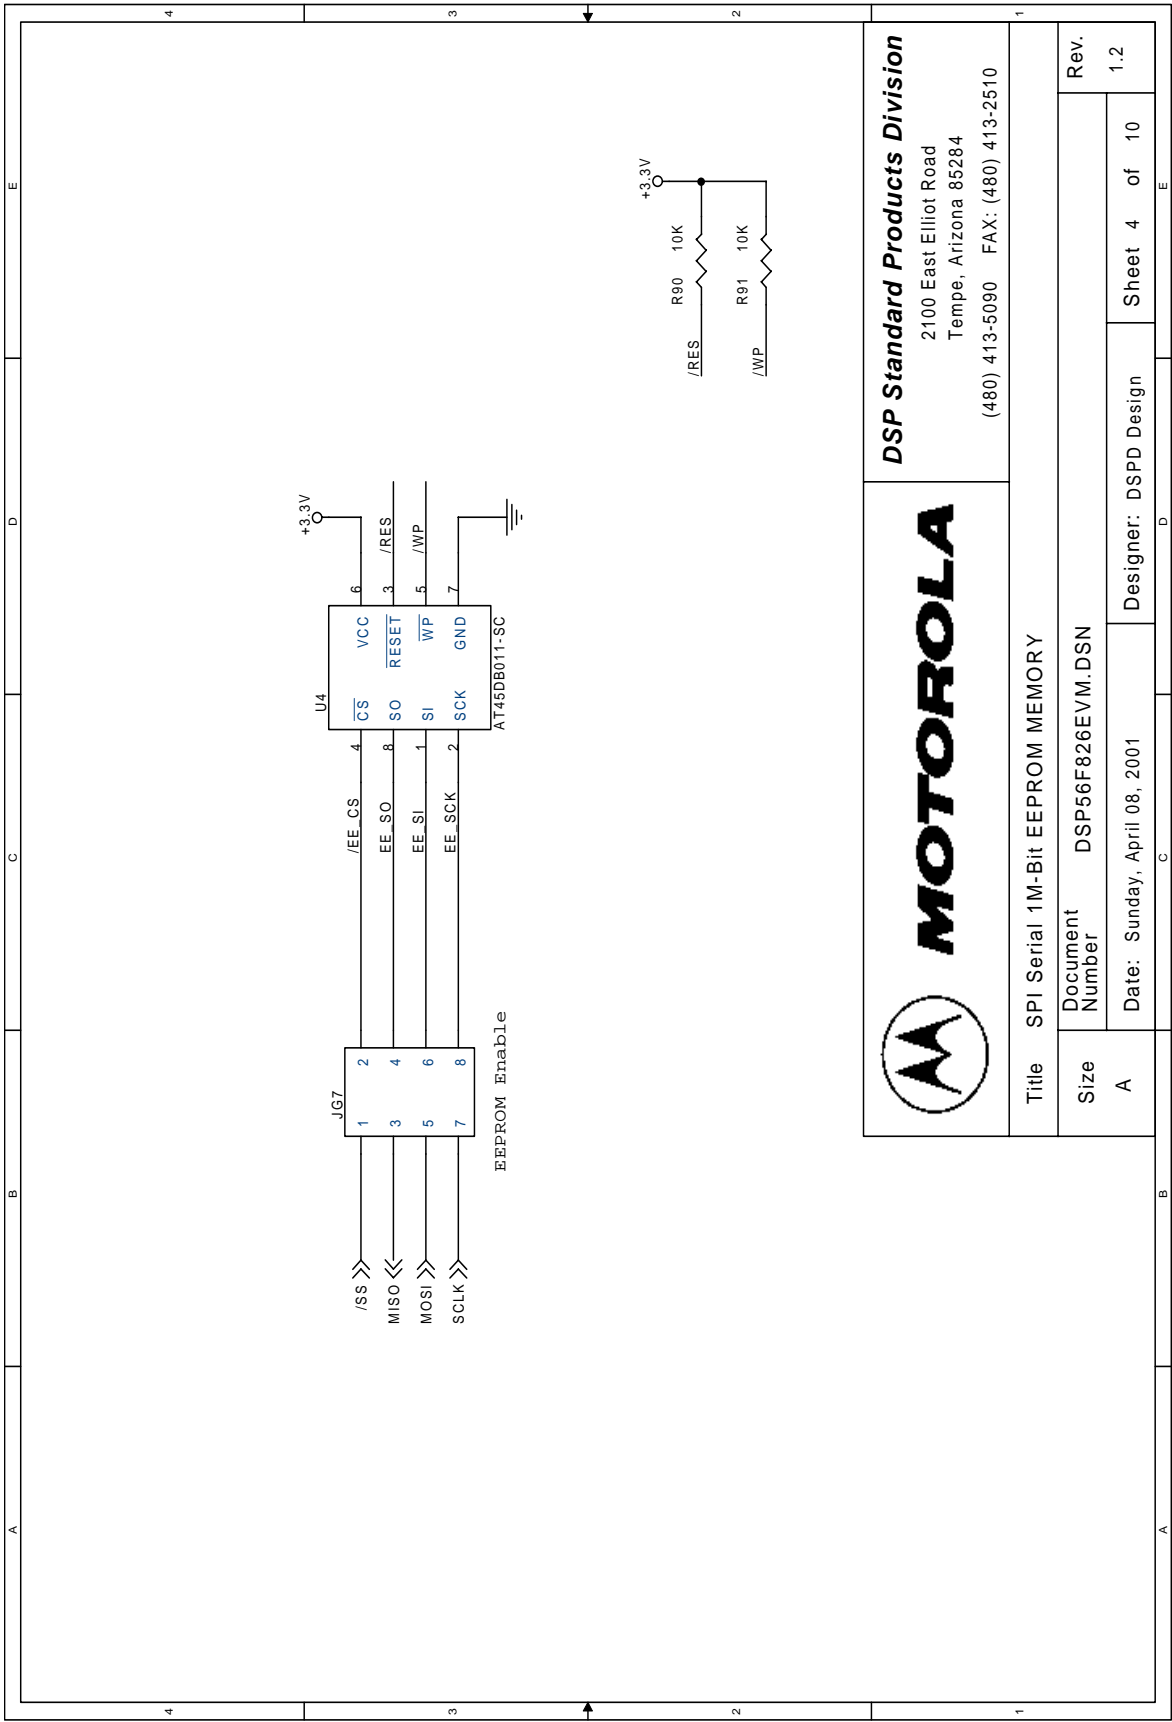 A
B
C
D
E
4
4
3
3
2
2
1
1
A
B
C
D
E
/SS
MISO
MOSI
SCLK
JG7
1 2
3 4
5 6
7 8
EEPROM Enable
/EE_CS
EE_SO
EE_SI
EE_SCK
U4
4 CS VCC 6
8 SO RESET 3
1 SI WP 5
2 SCK GND 7
AT45DB011-SC
+3.3V
/RES
/WP
+3.3V
/RES
R90 10K
/WP
R91 10K
MOTOROLA
DSP Standard Products Division
2100 East Elliot Road
Tempe, Arizona 85284
(480) 413-5090 FAX: (480) 413-2510
Title SPI Serial 1M-Bit EEPROM MEMORY
Size
A
Document
Number
DSP56F826EVM.DSN
Rev.
1.2
Date: Sunday, April 08, 2001
Designer: DSPD Design
Sheet 4 of 10